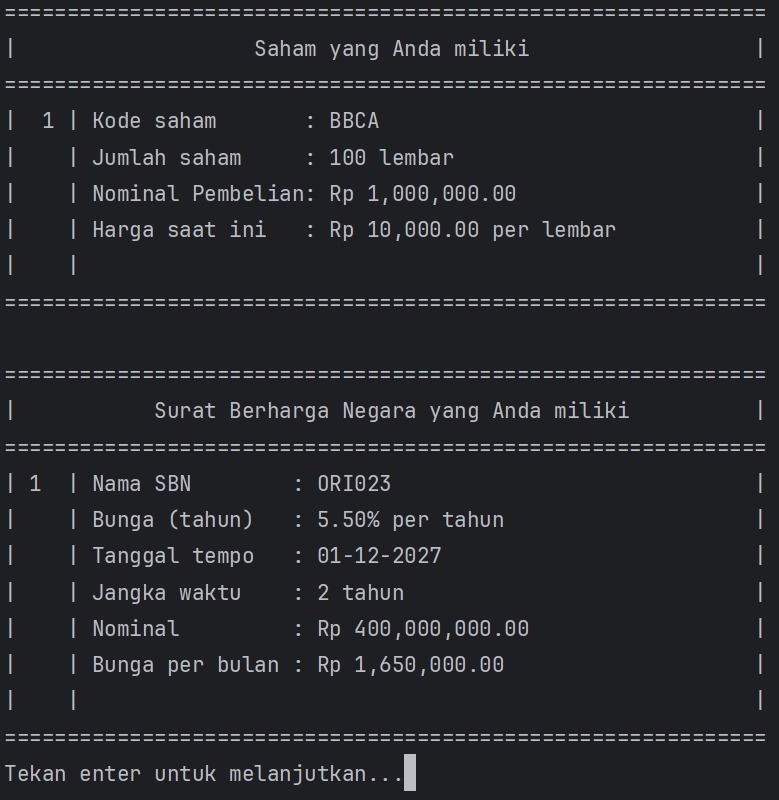 =============================================================
|                   Saham yang Anda miliki                  |
=============================================================
|  1 | Kode saham       : BBCA                              |
|    | Jumlah saham     : 100 lembar                        |
|    | Nominal Pembelian: Rp 1,000,000.00                   |
|    | Harga saat ini   : Rp 10,000.00 per lembar           |
|    |                                                      |
=============================================================
=============================================================
|           Surat Berharga Negara yang Anda miliki          |
=============================================================
| 1  | Nama SBN        : ORI023                             |
|    | Bunga (tahun)   : 5.50% per tahun                    |
|    | Tanggal tempo   : 01-12-2027                         |
|    | Jangka waktu    : 2 tahun                            |
|    | Nominal         : Rp 400,000,000.00                  |
|    | Bunga per bulan : Rp 1,650,000.00                    |
|    |                                                      |
=============================================================
Tekan enter untuk melanjutkan...